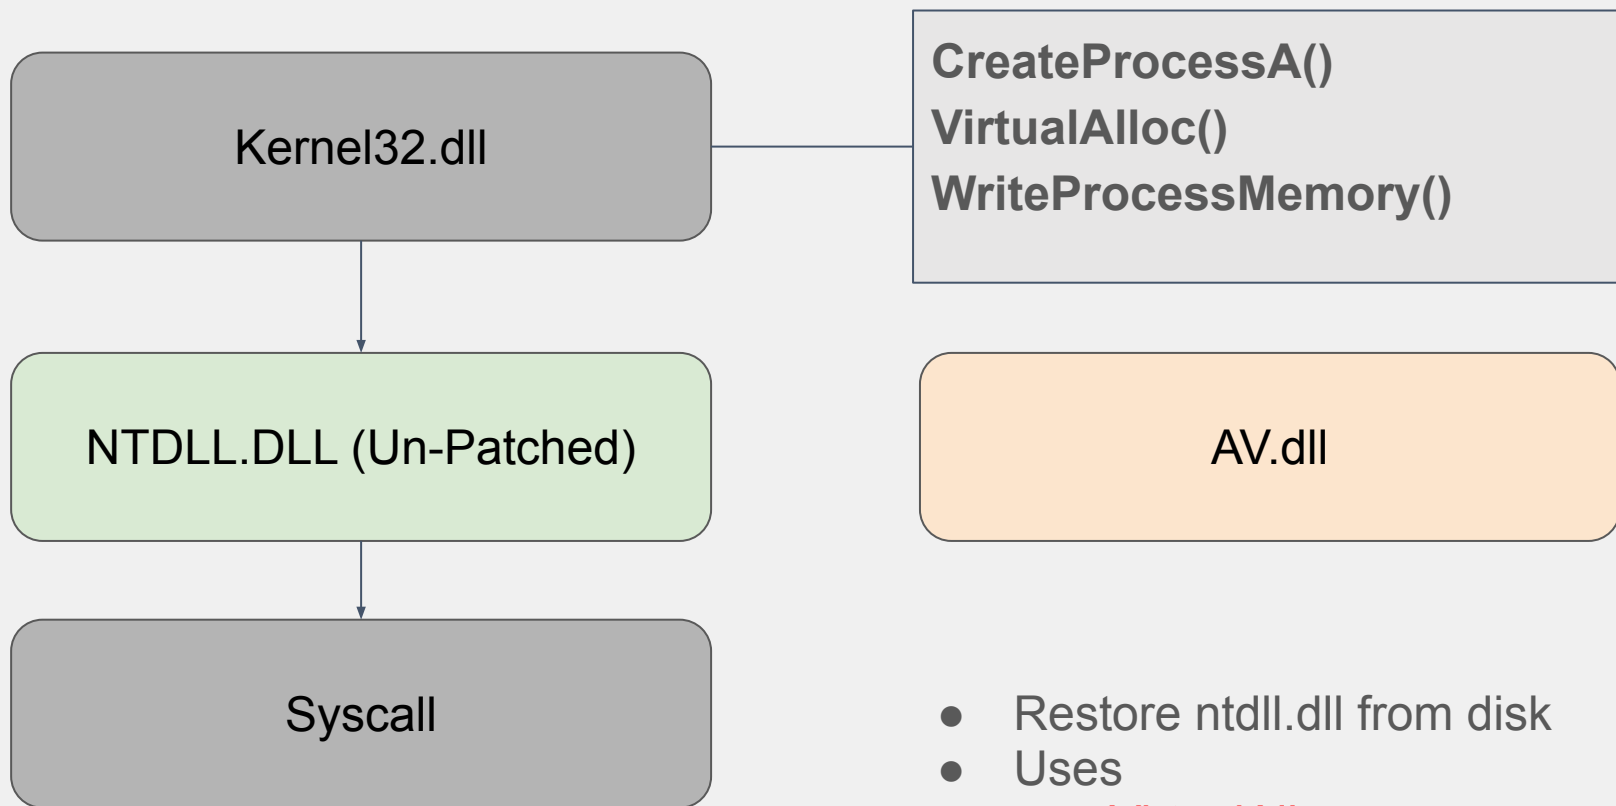 Kernel32.dll
CreateProcessA()
VirtualAlloc()
WriteProcessMemory()
NTDLL.DLL (Un-Patched)
AV.dll
Syscall
● Restore ntdll.dll from disk
● Uses